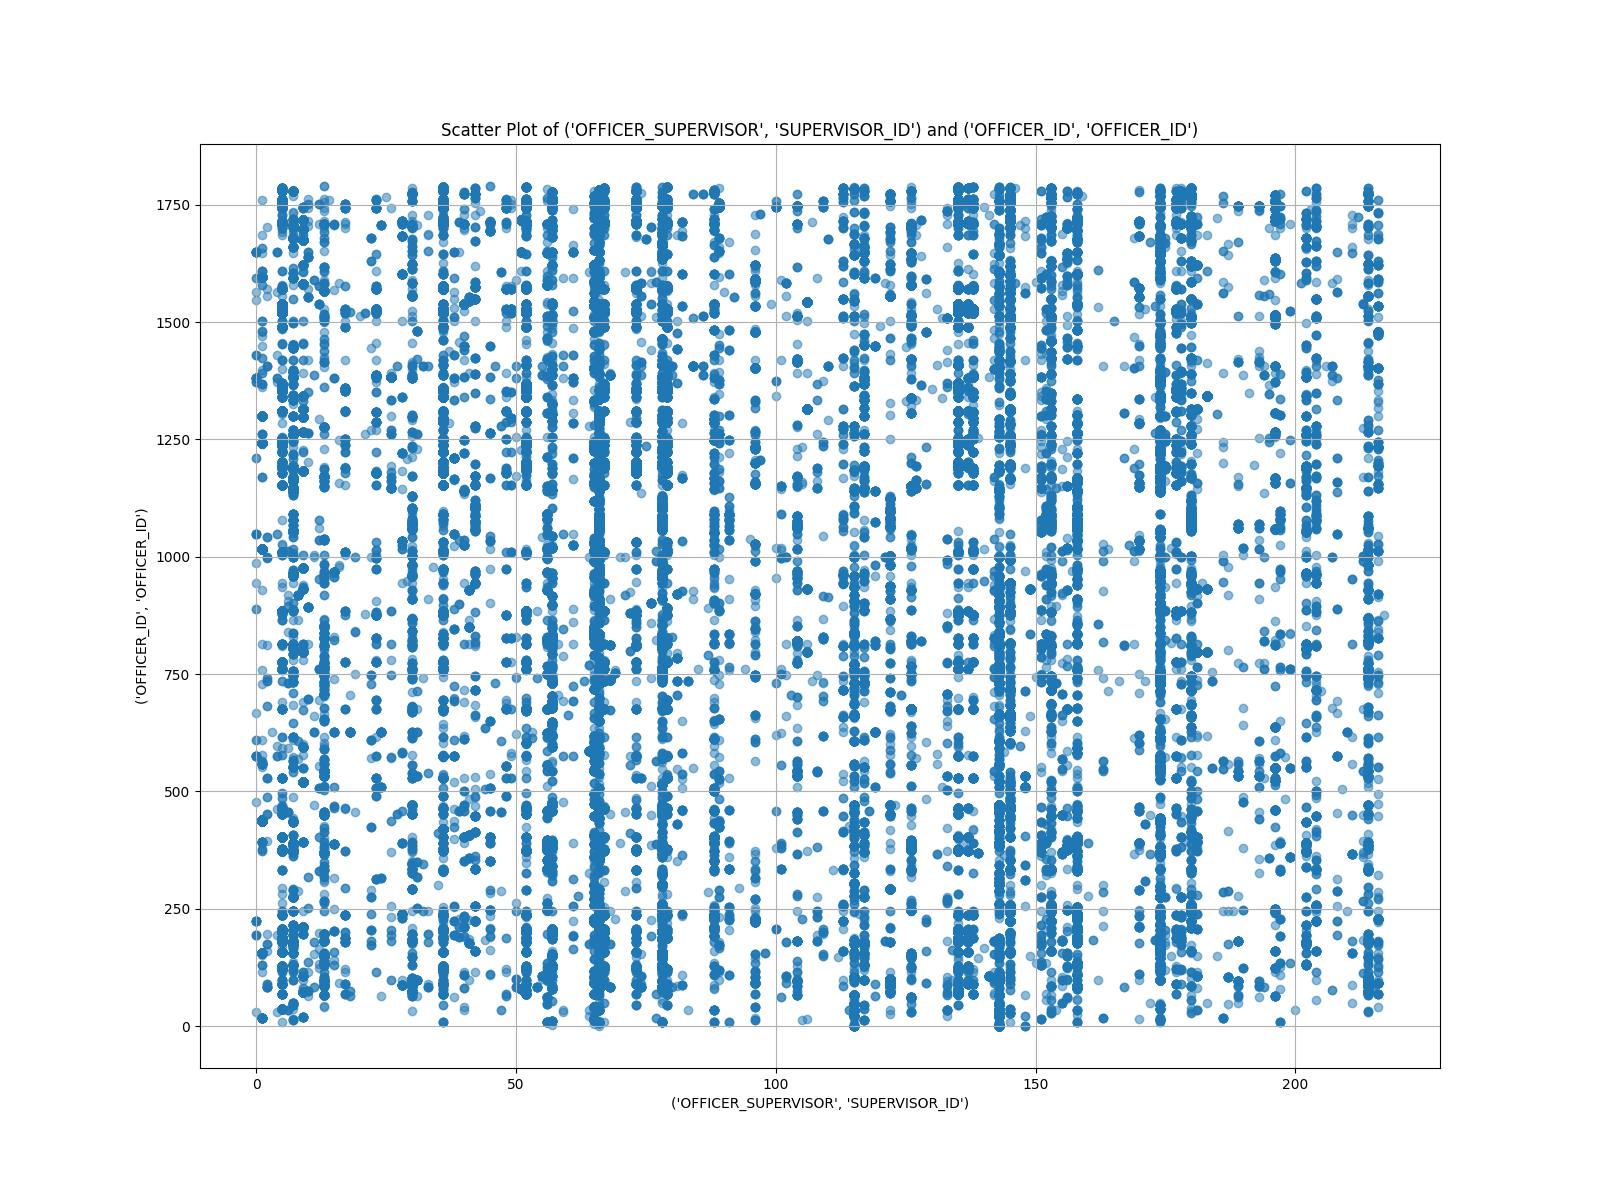 Scatter Plot of ('OFFICER_SUPERVISOR', 'SUPERVISOR_ID') and ('OFFICER_ID', 'OFFICER_ID')
('OFFICER_ID', 'OFFICER_ID')
1750
1500
1250
1000
750
500
250
0
0 50 100 150 200
('OFFICER_SUPERVISOR', 'SUPERVISOR_ID')